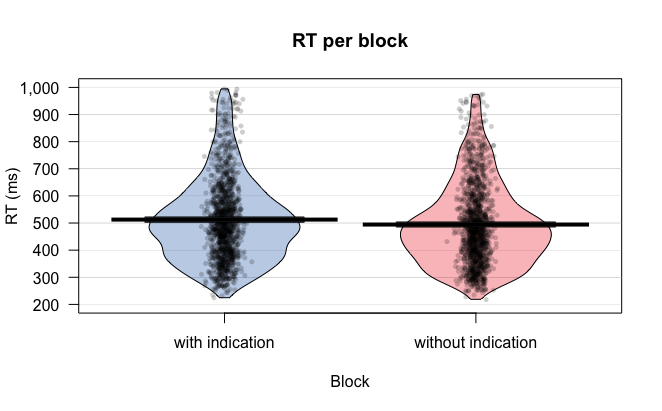 RT per block
1,000
900
800
700
600
500
400
300
200
RT (ms)
with indication
without indication
Block